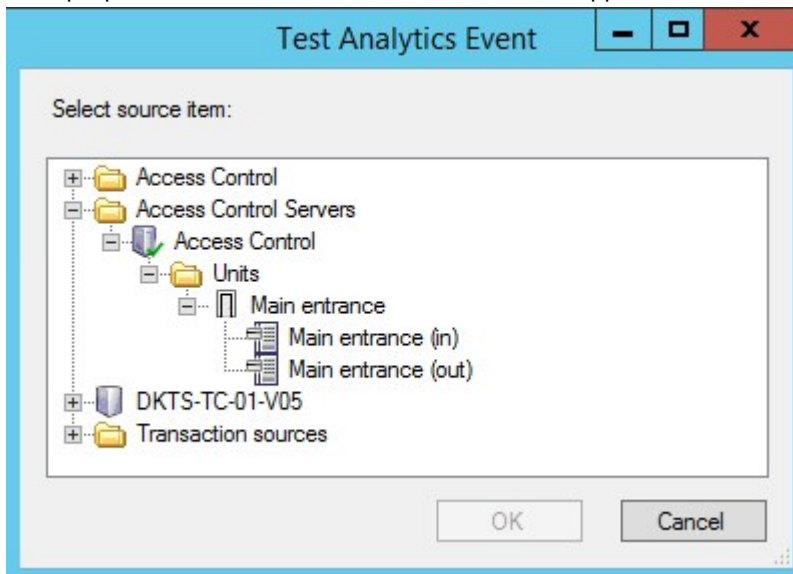 Test Analytics Event
Select source item:
Access Control
Access Control Servers
Access Control
Units
Main entrance
Main entrance (in)
Main entrance (out)
DKTS-TC-01-V05
Transaction sources
OK Cancel